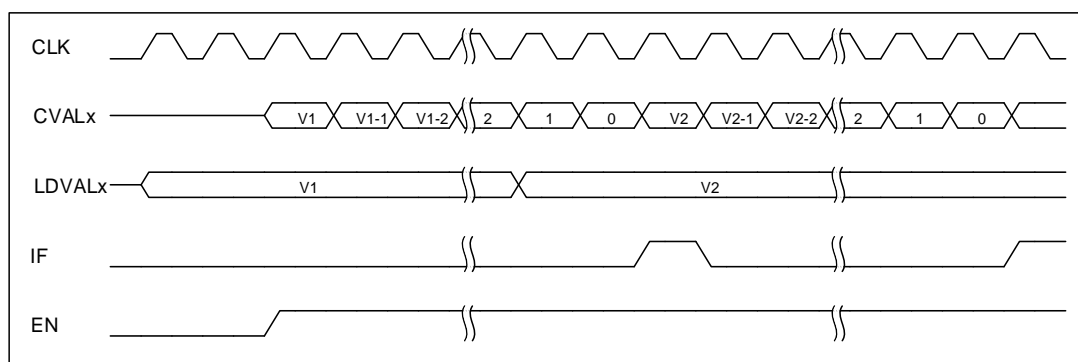 CLK
CVALx V1 V1-1 V1-2 2 1 0 V2 V2-1 V2-2 2 1 0
LDVALx V1 V2
IF
EN